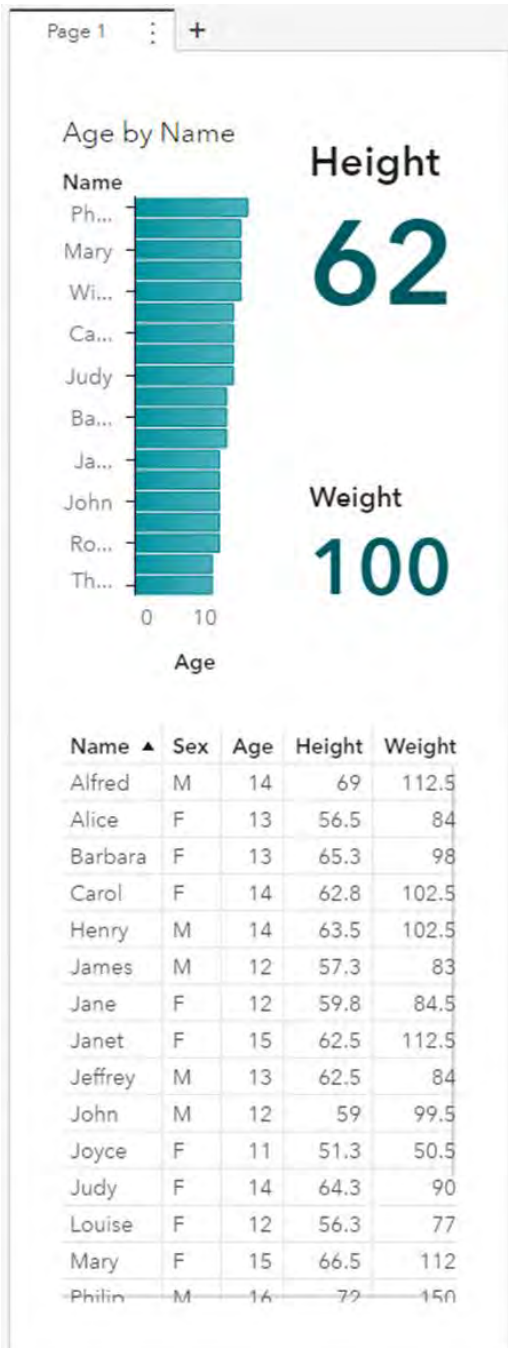 Page 1 ⋮ +
Age by Name
Name
Ph...
Mary
Wi...
Ca...
Judy
Ba...
Ja...
John
Ro...
Th...
0 10
Age
Height
62
Weight
100
Name ▲ Sex Age Height Weight
Alfred M 14 69 112.5
Alice F 13 56.5 84
Barbara F 13 65.3 98
Carol F 14 62.8 102.5
Henry M 14 63.5 102.5
James M 12 57.3 83
Jane F 12 59.8 84.5
Janet F 15 62.5 112.5
Jeffrey M 13 62.5 84
John M 12 59 99.5
Joyce F 11 51.3 50.5
Judy F 14 64.3 90
Louise F 12 56.3 77
Mary F 15 66.5 112
Philip M 16 72 150